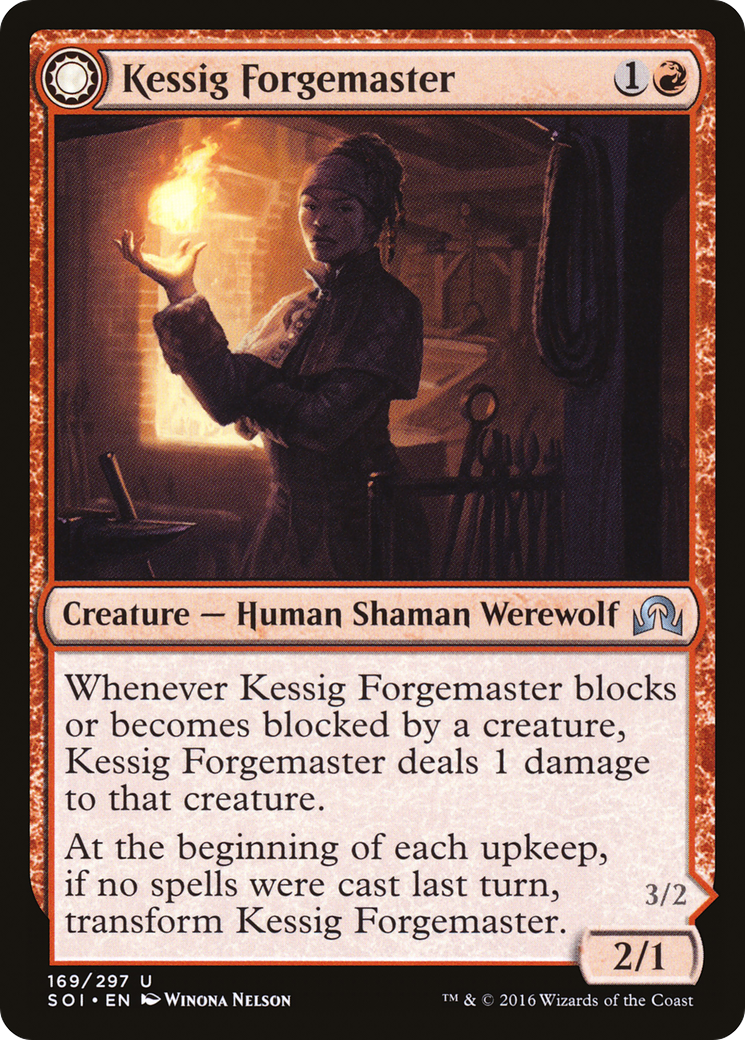 Kessig Forgemaster 1
Creature — Human Shaman Werewolf
Whenever Kessig Forgemaster blocks
or becomes blocked by a creature,
Kessig Forgemaster deals 1 damage
to that creature.
At the beginning of each upkeep,
if no spells were cast last turn,
transform Kessig Forgemaster.
3/2
2/1
169/297 U
SOI • EN Winona Nelson
™ & © 2016 Wizards of the Coast